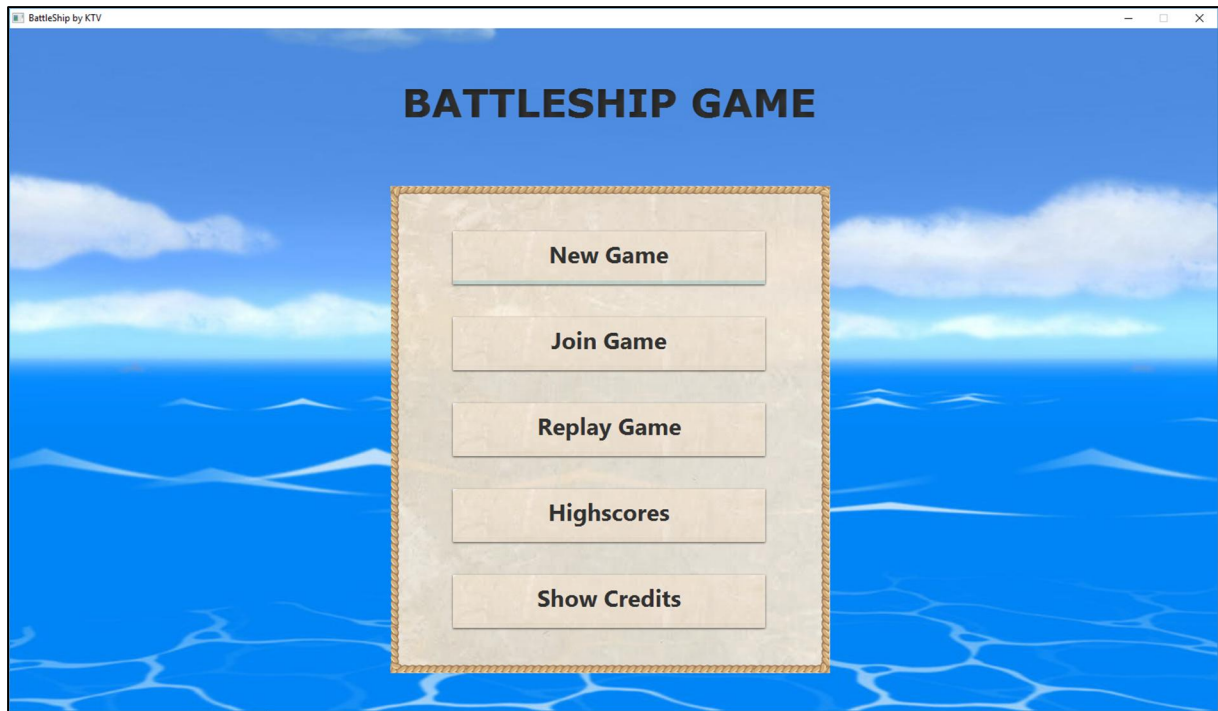 BattleShip by KTV
BATTLESHIP GAME
New Game
Join Game
Replay Game
Highscores
Show Credits